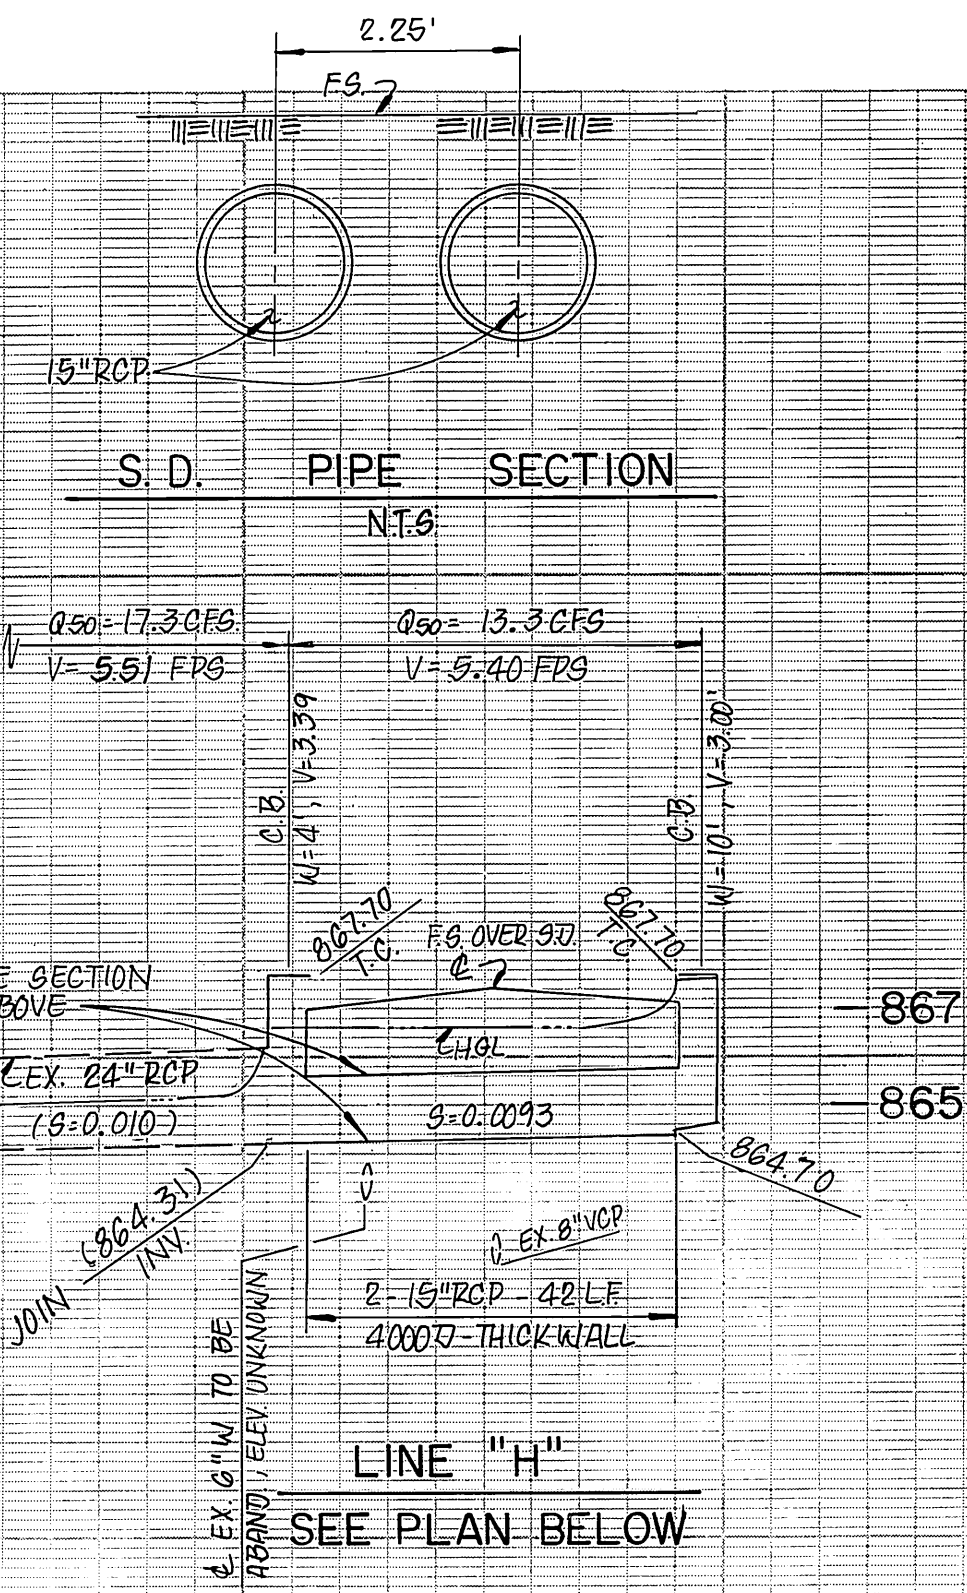 2.25'
F.S.
15" RCP
S. D. PIPE SECTION
N.T.S.
Q50 = 17.3 CFS
V = 5.51 FPS
Q50 = 13.3 CFS
V = 5.40 FPS
C.B.
W=4', V=3.39
C.B.
W=10', V=3.00'
867.70
T.C.
F.S. OVER S.D.
℄
867.70
T.C.
E SECTION
BOVE
867
HGL
EX. 24" RCP
865
(S=0.010)
S=0.0093
864.70
(864.31)
INV.
JOIN
EX. 8" VCP
2-15" RCP - 42 L.F.
4000D-THICK WALL
℄ EX. 6" W TO BE
ABAND., ELEV. UNKNOWN
LINE "H"
SEE PLAN BELOW